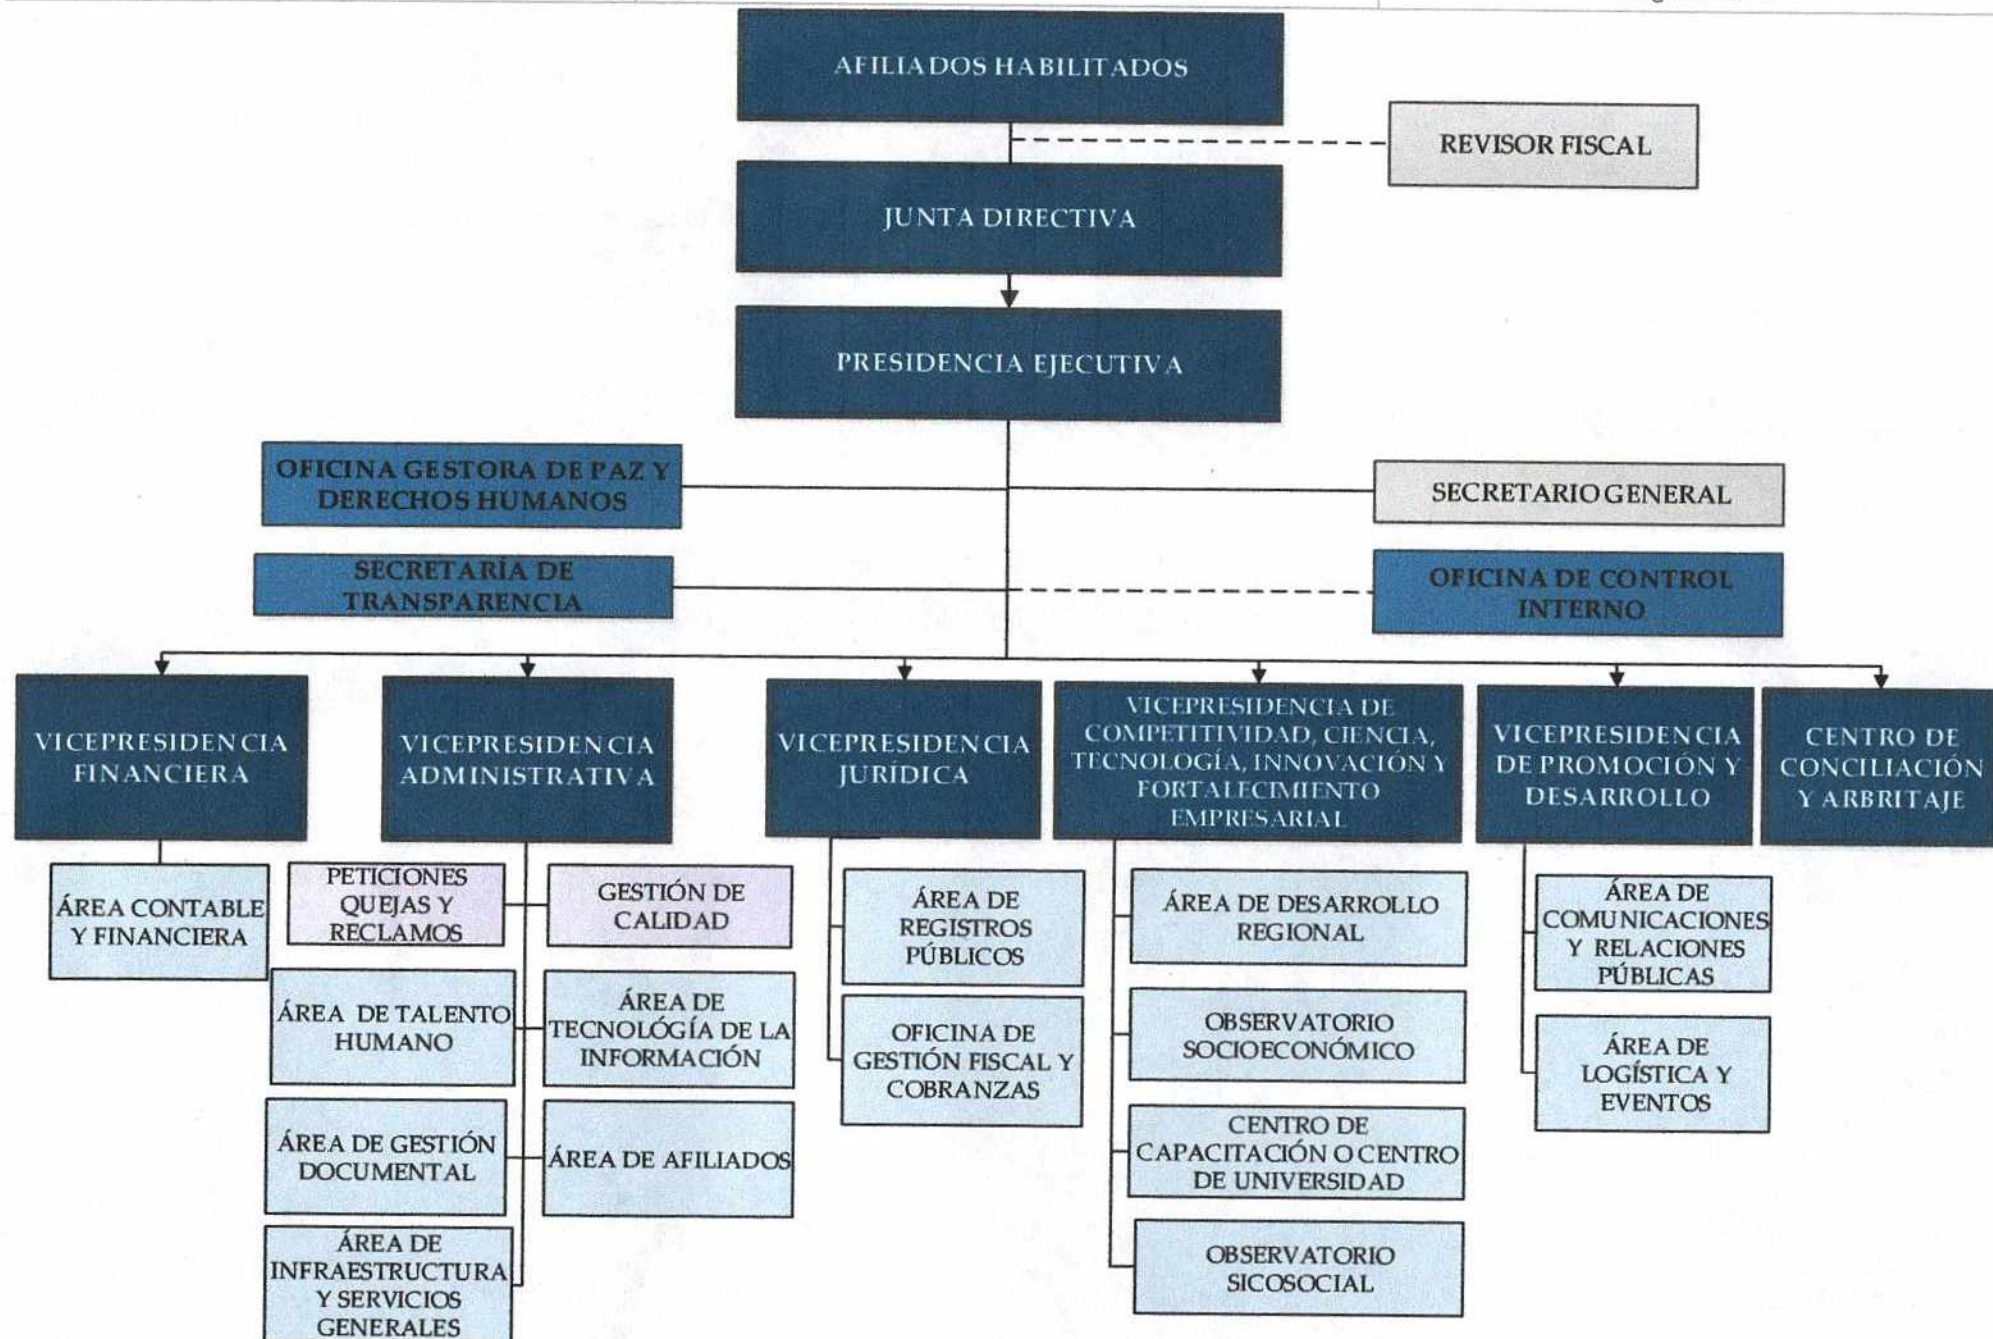 AFILIADOS HABILITADOS
REVISOR FISCAL
JUNTA DIRECTIVA
PRESIDENCIA EJECUTIVA
OFICINA GESTORA DE PAZ Y
DERECHOS HUMANOS
SECRETARIO GENERAL
SECRETARÍA DE
TRANSPARENCIA
OFICINA DE CONTROL
INTERNO
VICEPRESIDENCIA
FINANCIERA
VICEPRESIDENCIA
ADMINISTRATIVA
VICEPRESIDENCIA
JURÍDICA
VICEPRESIDENCIA DE
COMPETITIVIDAD, CIENCIA,
TECNOLOGÍA, INNOVACIÓN Y
FORTALECIMIENTO
EMPRESARIAL
VICEPRESIDENCIA
DE PROMOCIÓN Y
DESARROLLO
CENTRO DE
CONCILIACIÓN
Y ARBRITAJE
ÁREA CONTABLE
Y FINANCIERA
PETICIONES
QUEJAS Y
RECLAMOS
GESTIÓN DE
CALIDAD
ÁREA DE TALENTO
HUMANO
ÁREA DE
TECNOLÓGÍA DE LA
INFORMACIÓN
ÁREA DE GESTIÓN
DOCUMENTAL
ÁREA DE AFILIADOS
ÁREA DE
INFRAESTRUCTURA
Y SERVICIOS
GENERALES
ÁREA DE
REGISTROS
PÚBLICOS
OFICINA DE
GESTIÓN FISCAL Y
COBRANZAS
ÁREA DE DESARROLLO
REGIONAL
OBSERVATORIO
SOCIOECONÓMICO
CENTRO DE
CAPACITACIÓN O CENTRO
DE UNIVERSIDAD
OBSERVATORIO
SICOSOCIAL
ÁREA DE
COMUNICACIONES
Y RELACIONES
PÚBLICAS
ÁREA DE
LOGÍSTICA Y
EVENTOS